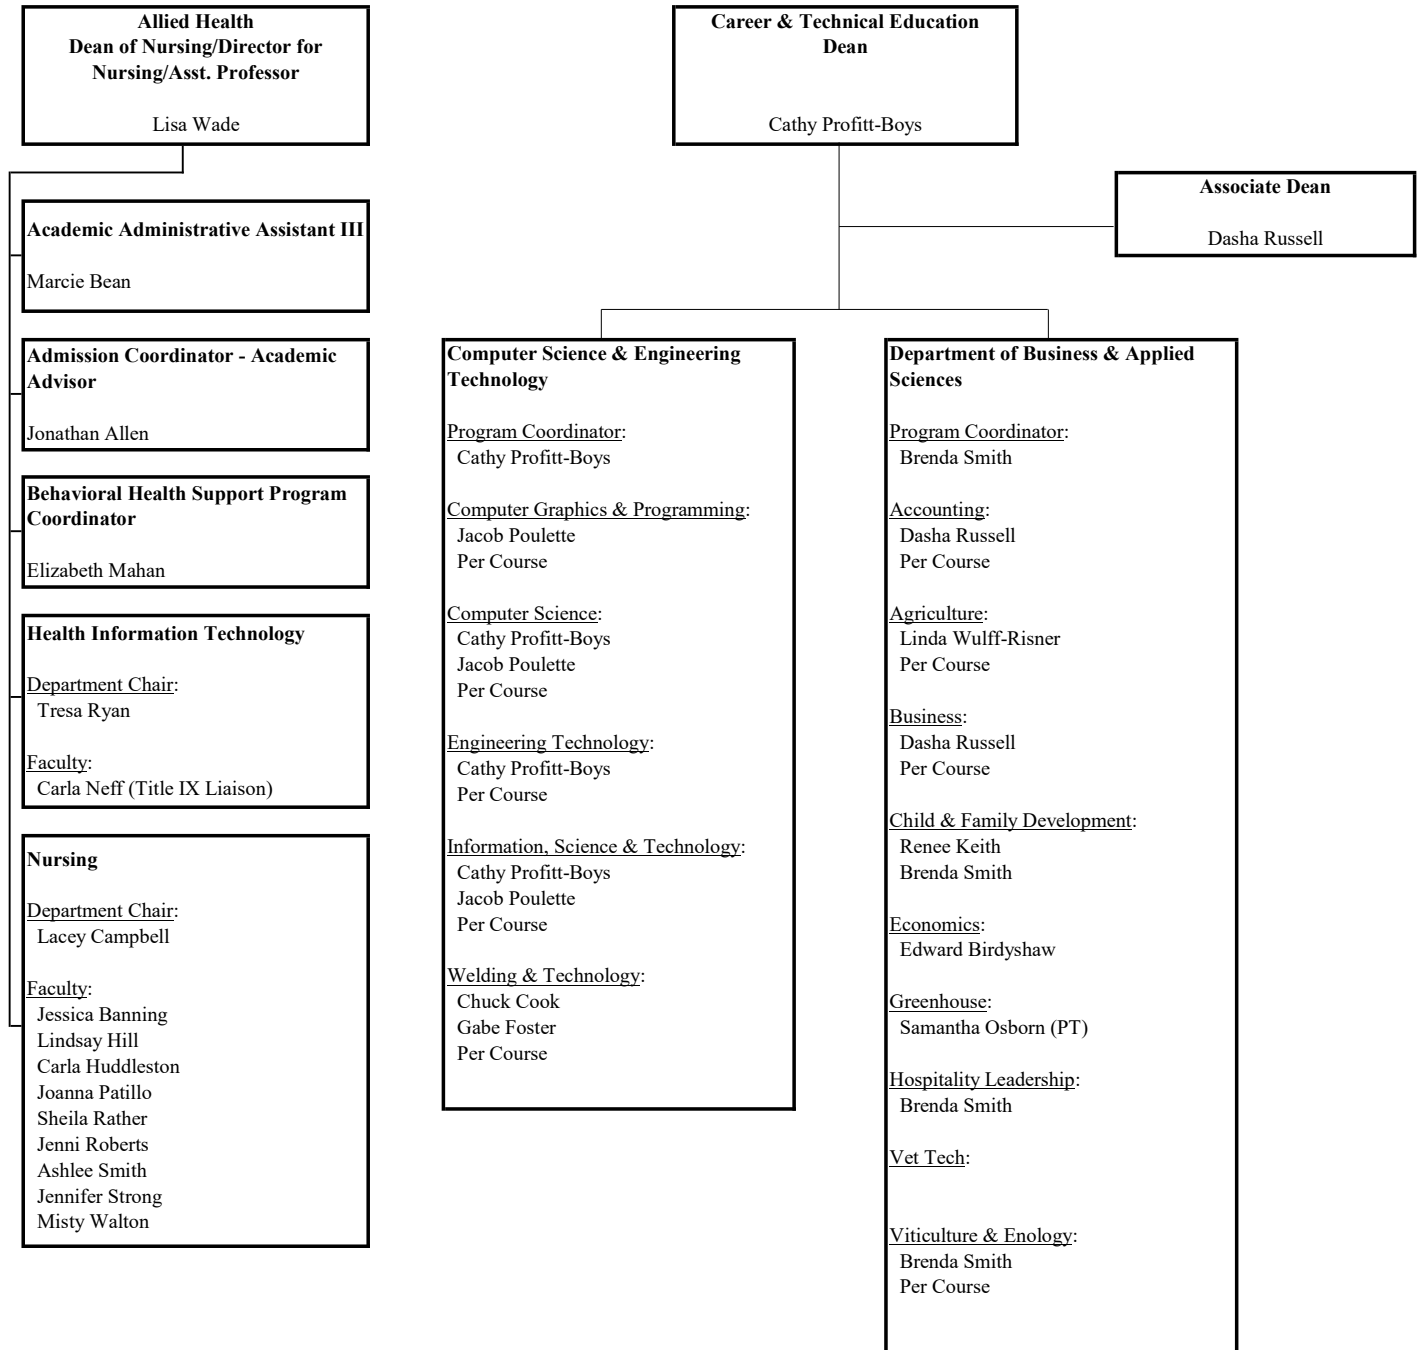 Allied Health
Dean of Nursing/Director for
Nursing/Asst. Professor
Lisa Wade
Academic Administrative Assistant III
Marcie Bean
Admission Coordinator - Academic
Advisor
Jonathan Allen
Behavioral Health Support Program
Coordinator
Elizabeth Mahan
Health Information Technology
Department Chair:
Tresa Ryan
Faculty:
Carla Neff (Title IX Liaison)
Nursing
Department Chair:
Lacey Campbell
Faculty:
Jessica Banning
Lindsay Hill
Carla Huddleston
Joanna Patillo
Sheila Rather
Jenni Roberts
Ashlee Smith
Jennifer Strong
Misty Walton
Career & Technical Education
Dean
Cathy Profitt-Boys
Associate Dean
Dasha Russell
Computer Science & Engineering
Technology
Program Coordinator:
Cathy Profitt-Boys
Computer Graphics & Programming:
Jacob Poulette
Per Course
Computer Science:
Cathy Profitt-Boys
Jacob Poulette
Per Course
Engineering Technology:
Cathy Profitt-Boys
Per Course
Information, Science & Technology:
Cathy Profitt-Boys
Jacob Poulette
Per Course
Welding & Technology:
Chuck Cook
Gabe Foster
Per Course
Department of Business & Applied
Sciences
Program Coordinator:
Brenda Smith
Accounting:
Dasha Russell
Per Course
Agriculture:
Linda Wulff-Risner
Per Course
Business:
Dasha Russell
Per Course
Child & Family Development:
Renee Keith
Brenda Smith
Economics:
Edward Birdyshaw
Greenhouse:
Samantha Osborn (PT)
Hospitality Leadership:
Brenda Smith
Vet Tech:
Viticulture & Enology:
Brenda Smith
Per Course